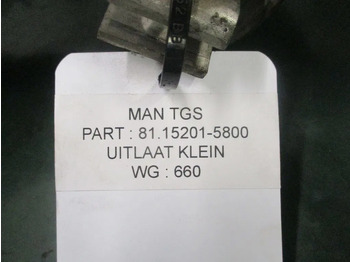 MAN TGS
PART : 81.15201-5800
UITLAAT KLEIN
WG : 660